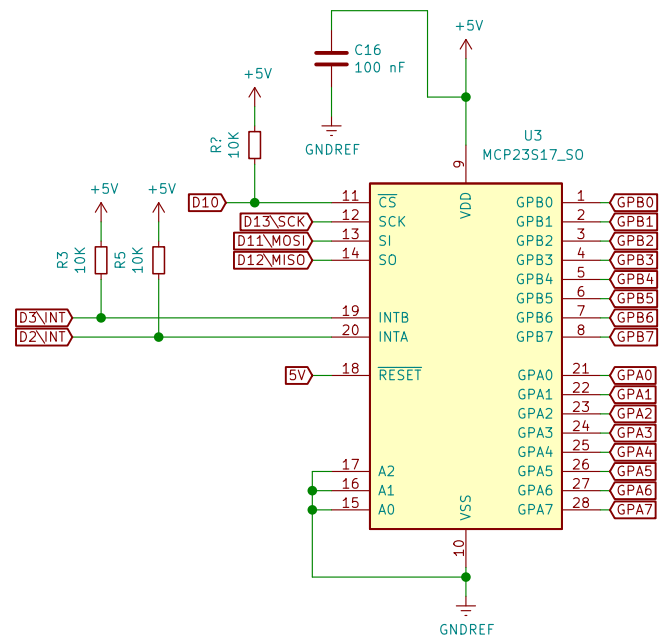 +5V
C16
100 nF
+5V
R?
10K
GNDREF
U3
MCP23S17_SO
9
VDD
+5V
+5V
R3
10K
R5
10K
D10
11
CS
D13\SCK
12
SCK
D11\MOSI
13
SI
D12\MISO
14
SO
D3\INT
19
INTB
D2\INT
20
INTA
5V
18
RESET
17
A2
16
A1
15
A0
GPB0
1
GPB0
GPB1
2
GPB1
GPB2
3
GPB2
GPB3
4
GPB3
GPB4
5
GPB4
GPB5
6
GPB5
GPB6
7
GPB6
GPB7
8
GPB7
GPA0
21
GPA0
GPA1
22
GPA1
GPA2
23
GPA2
GPA3
24
GPA3
GPA4
25
GPA4
GPA5
26
GPA5
GPA6
27
GPA6
GPA7
28
GPA7
VSS
10
GNDREF